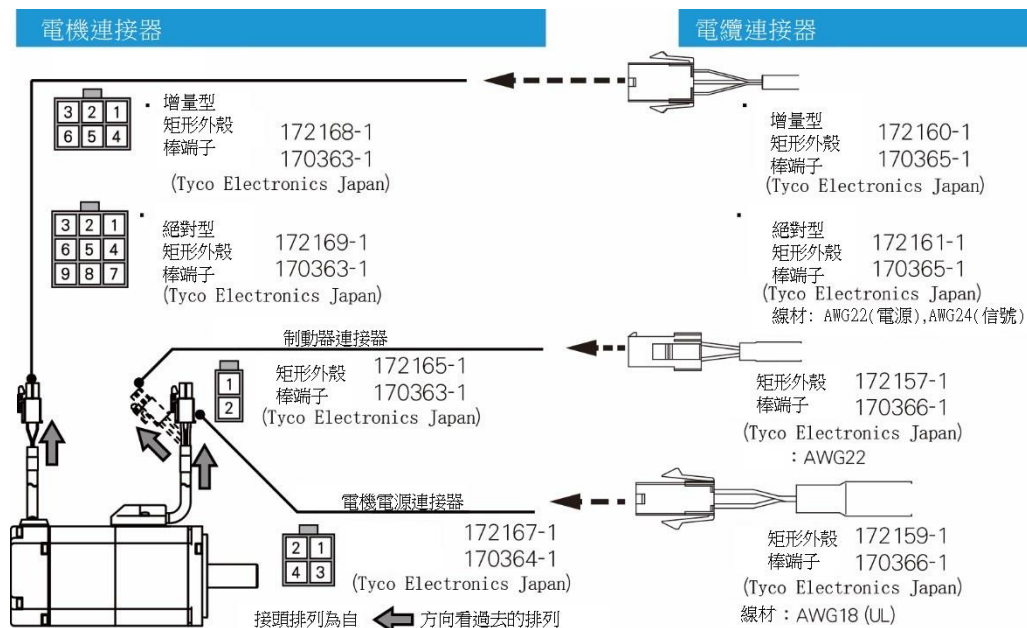 電機連接器
電纜連接器
3 2 1
6 5 4
· 增量型
矩形外殼 172168-1
棒端子 170363-1
(Tyco Electronics Japan)
· 增量型
矩形外殼 172160-1
棒端子 170365-1
(Tyco Electronics Japan)
3 2 1
6 5 4
9 8 7
· 絕對型
矩形外殼 172169-1
棒端子 170363-1
(Tyco Electronics Japan)
· 絕對型
矩形外殼 172161-1
棒端子 170365-1
(Tyco Electronics Japan)
線材: AWG22(電源),AWG24(信號)
制動器連接器
1
2
矩形外殼 172165-1
棒端子 170363-1
(Tyco Electronics Japan)
矩形外殼 172157-1
棒端子 170366-1
(Tyco Electronics Japan)
: AWG22
電機電源連接器
2 1
4 3
172167-1
170364-1
(Tyco Electronics Japan)
矩形外殼 172159-1
棒端子 170366-1
(Tyco Electronics Japan)
線材：AWG18 (UL)
接頭排列為自 方向看過去的排列